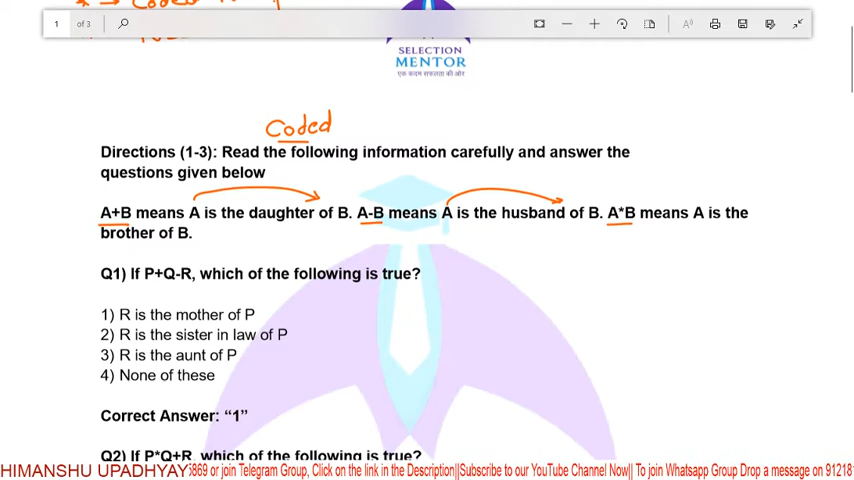 Coded
1 of 3
SELECTION
MENTOR
एक कदम सफलता की ओर
Coded
Directions (1-3): Read the following information carefully and answer the
questions given below
A+B means A is the daughter of B. A-B means A is the husband of B. A*B means A is the
brother of B.
Q1) If P+Q-R, which of the following is true?
1) R is the mother of P
2) R is the sister in law of P
3) R is the aunt of P
4) None of these
Correct Answer: “1”
Q2) If P*Q+R, which of the following is true?
HIMANSHU UPADHYAY 5869 or join Telegram Group, Click on the link in the Description||Subscribe to our YouTube Channel Now|| To join Whatsapp Group Drop a message on 91218